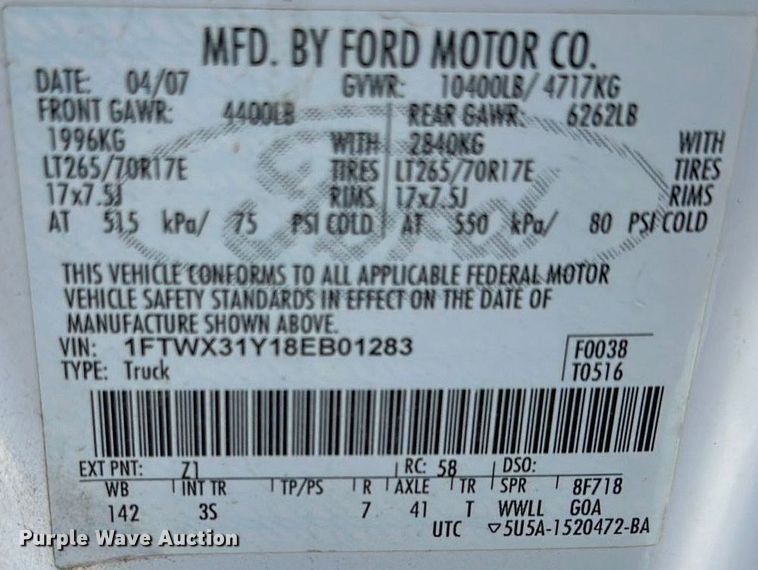 MFD. BY FORD MOTOR CO.
DATE: 04/07 GVWR: 10400LB/ 4717KG
FRONT GAWR: 4400LB REAR GAWR: 6262LB
1996KG WITH 2840KG WITH
LT265/70R17E TIRES LT265/70R17E TIRES
17x7.5J RIMS 17x7.5J RIMS
AT 515 kPa/ 75 PSI COLD AT 550 kPa/ 80 PSI COLD
Ford
THIS VEHICLE CONFORMS TO ALL APPLICABLE FEDERAL MOTOR
VEHICLE SAFETY STANDARDS IN EFFECT ON THE DATE OF
MANUFACTURE SHOWN ABOVE.
VIN: 1FTWX31Y18EB01283 F0038
TYPE: Truck T0516
EXT PNT: Z1 RC: 58 DSO:
WB INT TR TP/PS R AXLE TR SPR 8F718
142 3S 7 41 T WWLL GOA
UTC ▽5U5A-1520472-BA
Purple Wave Auction